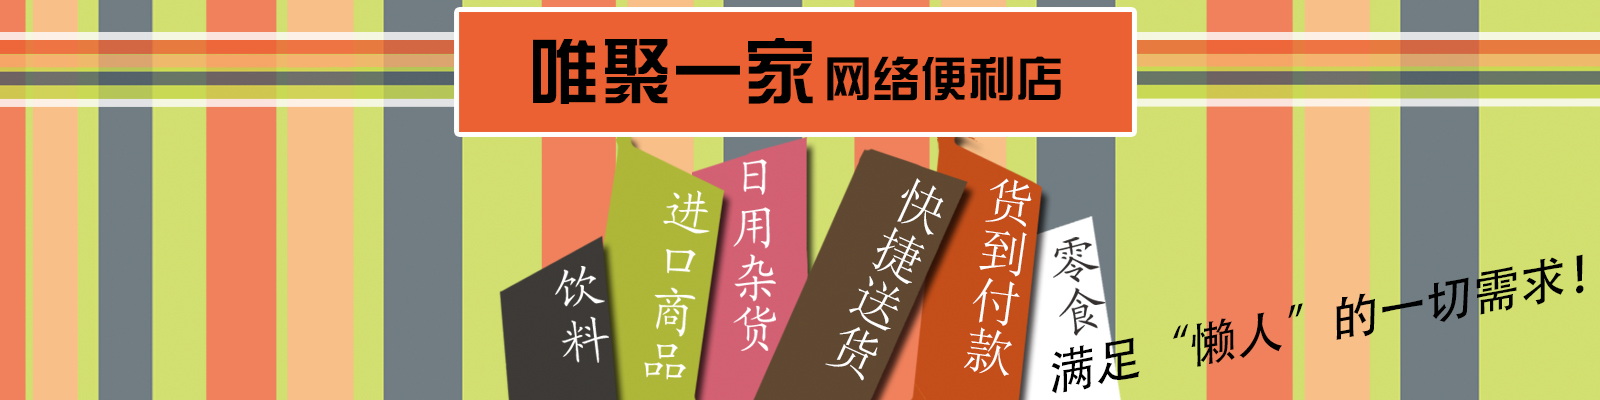 唯聚一家 网络便利店
饮料
进口商品
日用杂货
快捷送货
货到付款
零食
满足“懒人”的一切需求！